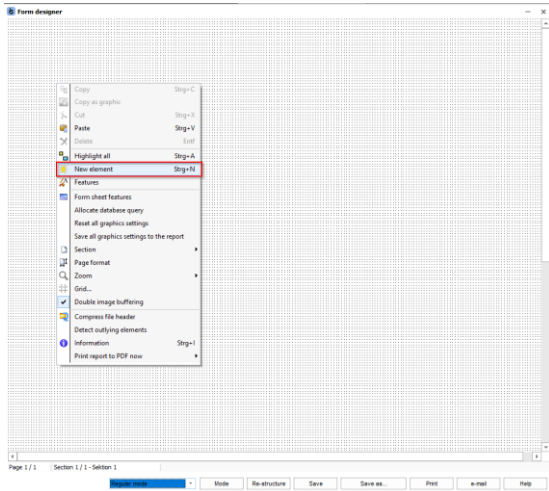 Form designer
Copy Strg+C
Copy as graphic
Cut Strg+X
Paste Strg+V
Delete Entf
Highlight all Strg+A
New element Strg+N
Features
Form sheet features
Allocate database query
Reset all graphics settings
Save all graphics settings to the report
Section
Page format
Zoom
Grid...
Double image buffering
Compress file header
Detect outlying elements
Information Strg+I
Print report to PDF now
Page 1 / 1 Section 1 / 1 - Sektion 1
Regular mode Mode Re-structure Save Save as... Print e-mail Help